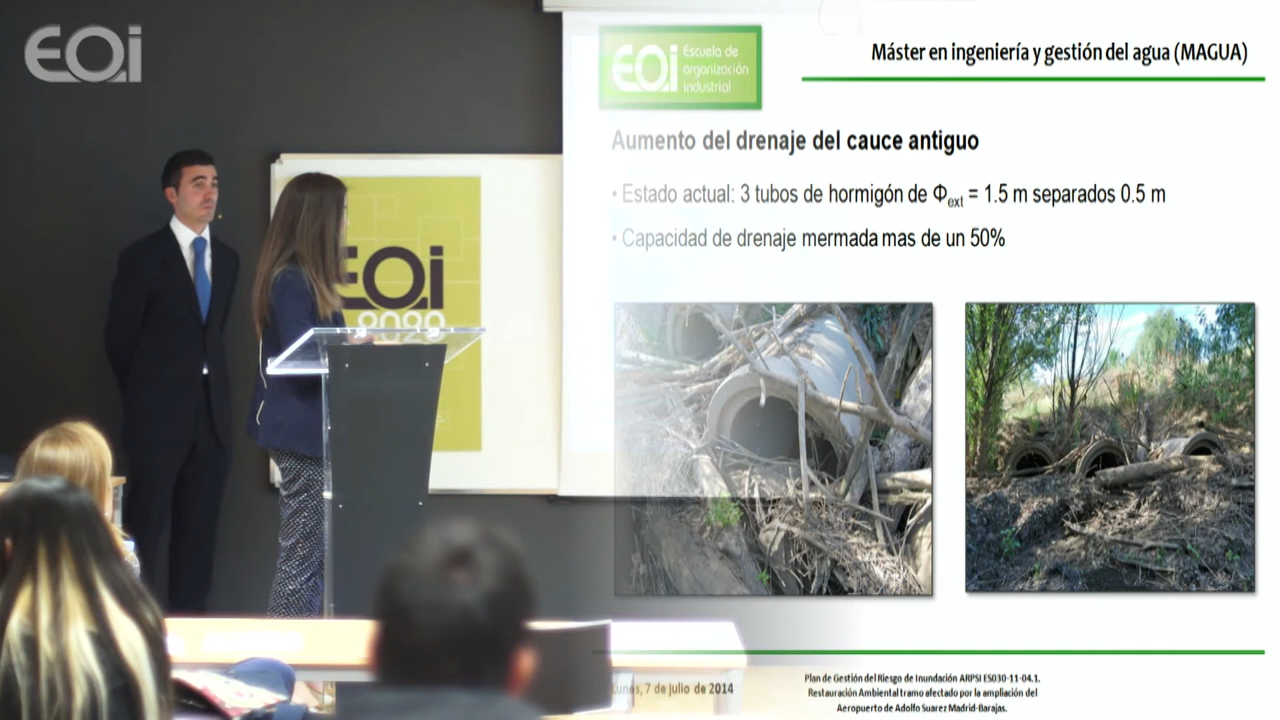 EOi
EOi
Escuela de
organización
industrial
Máster en ingeniería y gestión del agua (MAGUA)
Aumento del drenaje del cauce antiguo
• Estado actual: 3 tubos de hormigón de Φext = 1.5 m separados 0.5 m
• Capacidad de drenaje mermada mas de un 50%
EOi
2020
Lunes, 7 de julio de 2014
Plan de Gestión del Riesgo de Inundación ARPSI ES030-11-04.1.
Restauración Ambiental tramo afectado por la ampliación del
Aeropuerto de Adolfo Suarez Madrid-Barajas.